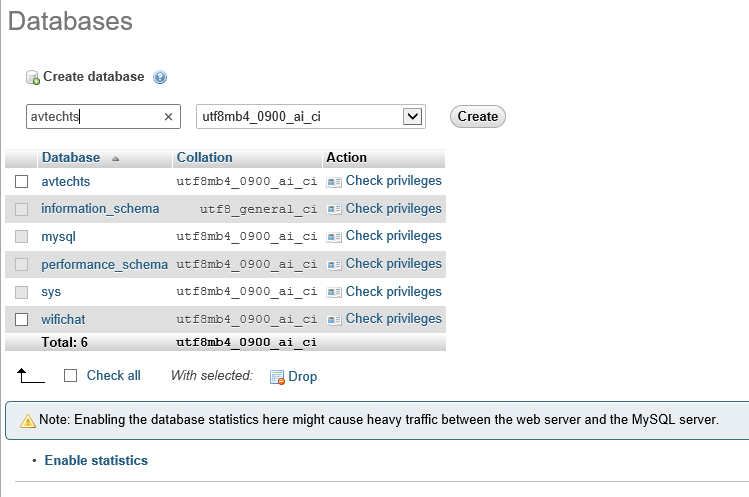 Databases
Create database
avtechts × utf8mb4_0900_ai_ci Create
Database Collation Action
avtechts utf8mb4_0900_ai_ci Check privileges
information_schema utf8_general_ci Check privileges
mysql utf8mb4_0900_ai_ci Check privileges
performance_schema utf8mb4_0900_ai_ci Check privileges
sys utf8mb4_0900_ai_ci Check privileges
wifichat utf8mb4_0900_ai_ci Check privileges
Total: 6 utf8mb4_0900_ai_ci
Check all With selected: Drop
Note: Enabling the database statistics here might cause heavy traffic between the web server and the MySQL server.
• Enable statistics